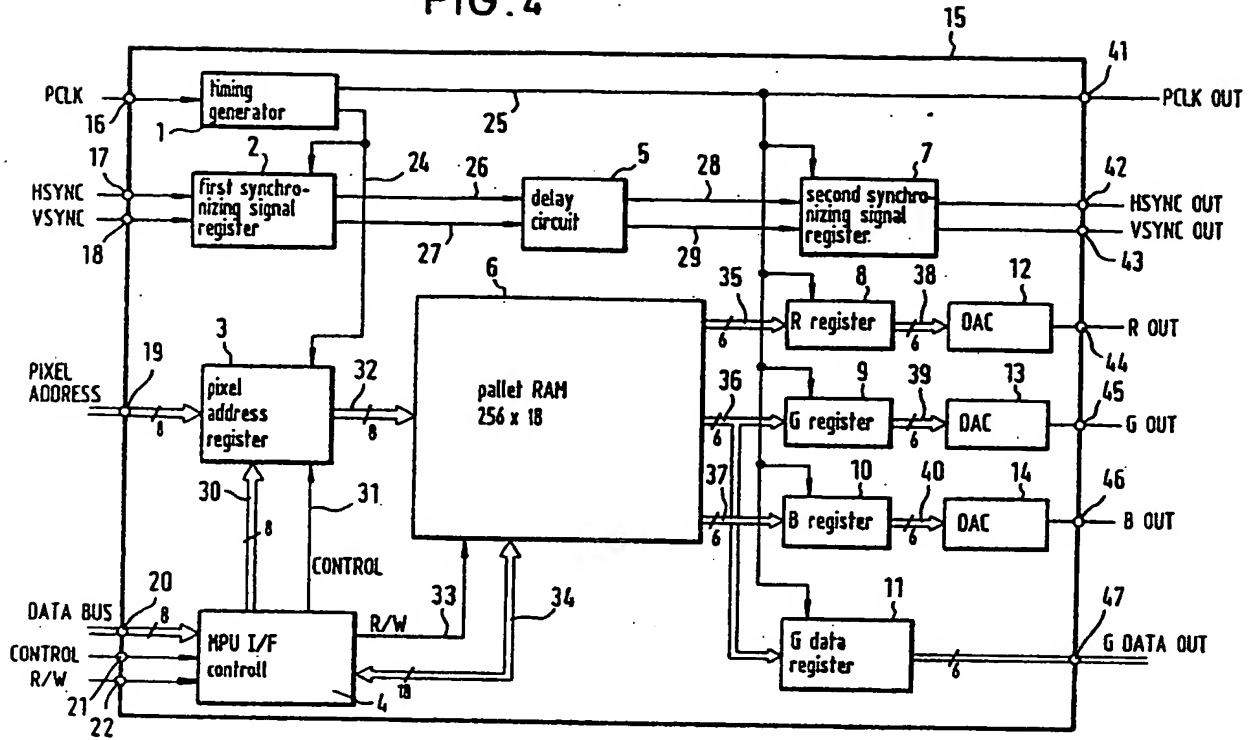 FIG. 4
15
41
PCLK
16
timing
generator
1
25
PCLK OUT
2
24
17
HSYNC
VSYNC
18
first synchro-
nizing signal
register
26
27
5
delay
circuit
28
29
7
second synchro-
nizing signal
register.
42
HSYNC OUT
VSYNC OUT
43
6
pallet RAM
256 x 18
35
6
8
R register
38
6
12
DAC
R OUT
44
3
PIXEL
ADDRESS
19
8
pixel
address
register
32
8
36
6
9
G register
39
6
13
DAC
45
G OUT
30
8
31
CONTROL
37
6
10
B register
40
6
14
DAC
46
B OUT
DATA BUS
20
8
CONTROL
R/W
21
22
MPU I/F
controll
4
R/W
33
34
18
11
G data
register
6
47
G DATA OUT